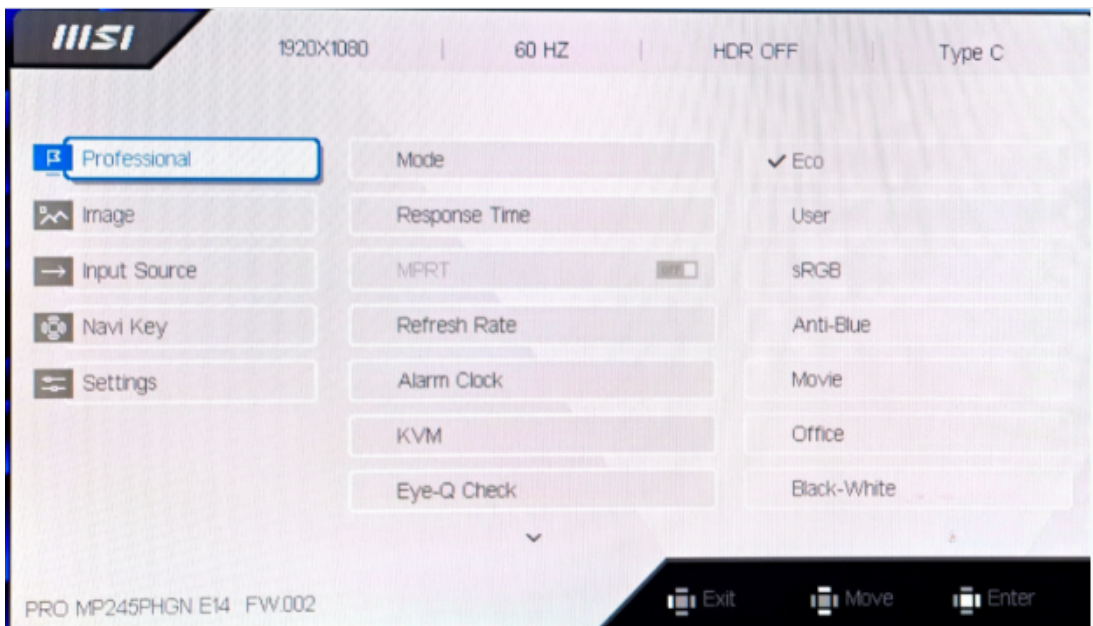 msi
1920X1080 60 HZ HDR OFF Type C
Professional
Image
Input Source
Navi Key
Settings
Mode
Response Time
MPRT OFF
Refresh Rate
Alarm Clock
KVM
Eye-Q Check
Eco
User
sRGB
Anti-Blue
Movie
Office
Black-White
PRO MP245PHGN E14 FW.002
Exit Move Enter